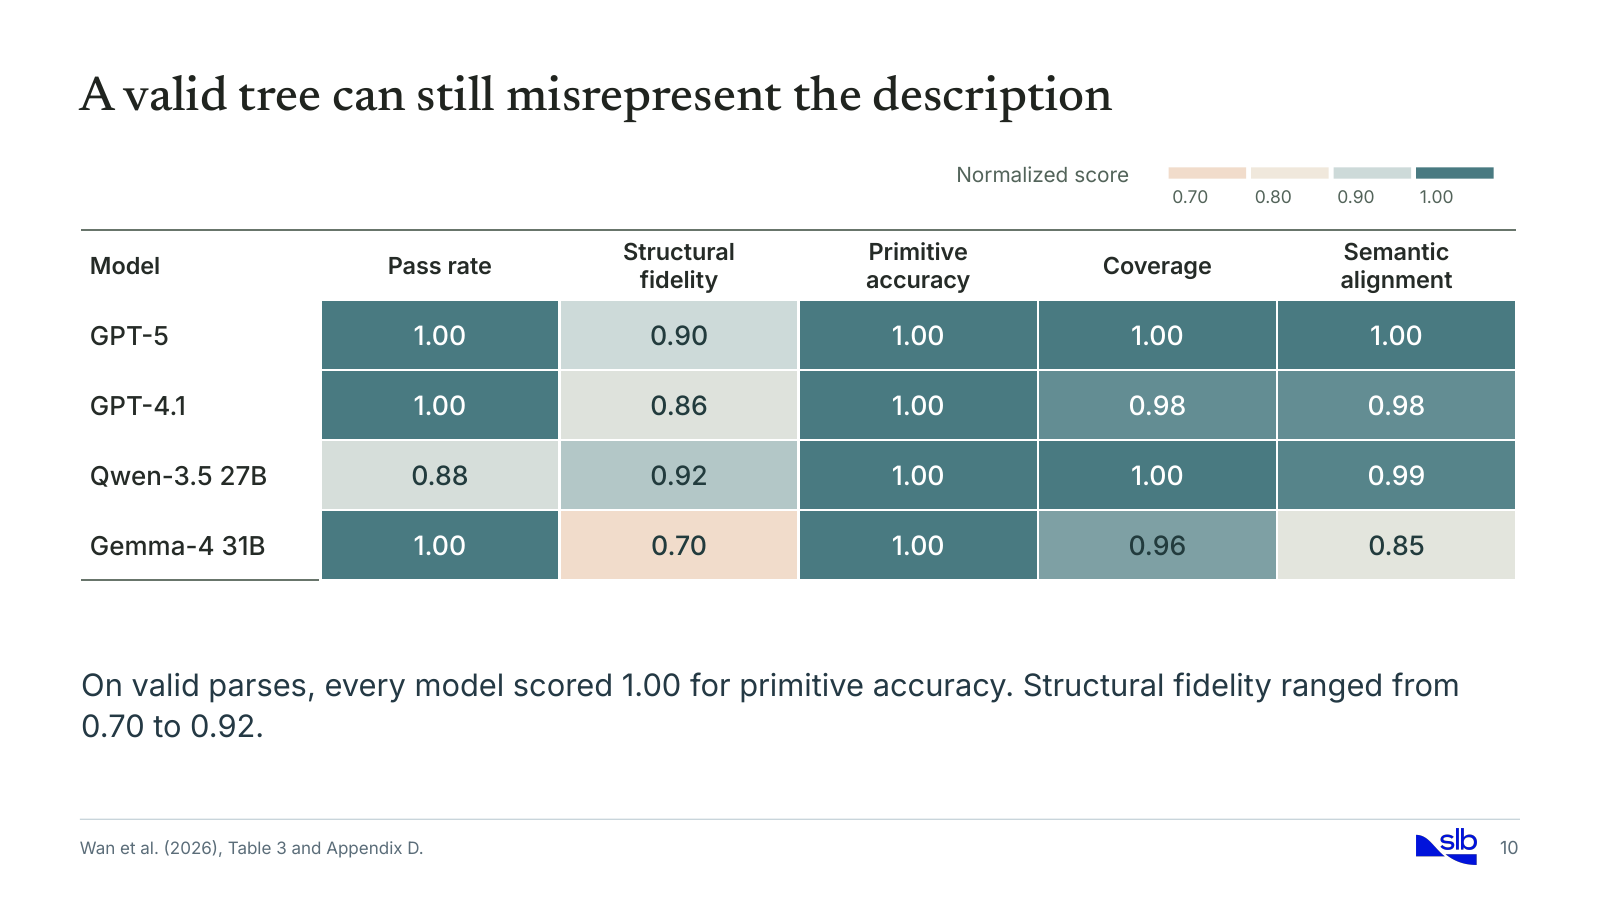 A valid tree can still misrepresent the description
Normalized score
0.70 0.80 0.90 1.00
Model Pass rate Structural fidelity Primitive accuracy Coverage Semantic alignment
GPT-5 1.00 0.90 1.00 1.00 1.00
GPT-4.1 1.00 0.86 1.00 0.98 0.98
Qwen-3.5 27B 0.88 0.92 1.00 1.00 0.99
Gemma-4 31B 1.00 0.70 1.00 0.96 0.85
On valid parses, every model scored 1.00 for primitive accuracy. Structural fidelity ranged from
0.70 to 0.92.
Wan et al. (2026), Table 3 and Appendix D.
slb
10